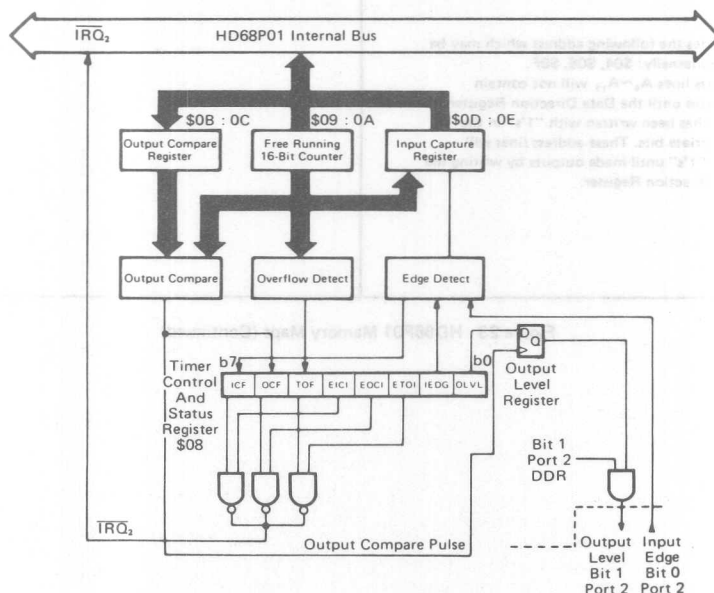 IRQ₂
HD68P01 Internal Bus
$0B : 0C
$09 : 0A
$0D : 0E
Output Compare
Register
Free Running
16-Bit Counter
Input Capture
Register
Output Compare
Overflow Detect
Edge Detect
b7
b0
Timer
Control
And
Status
Register
$08
ICF
OCF
TOF
EICI
EOCI
ETOI
IEDG
OLVL
D
Q
Output
Level
Register
Bit 1
Port 2
DDR
IRQ₂
Output Compare Pulse
Output
Level
Bit 1
Port 2
Input
Edge
Bit 0
Port 2